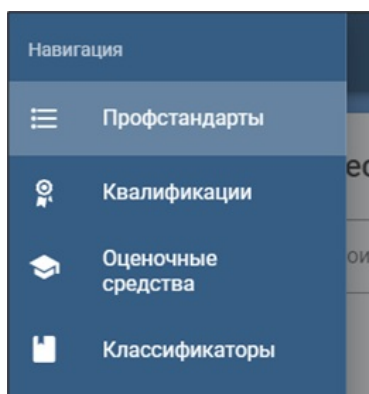 Навигация
Профстандарты
Квалификации
Оценочные
средства
Классификаторы